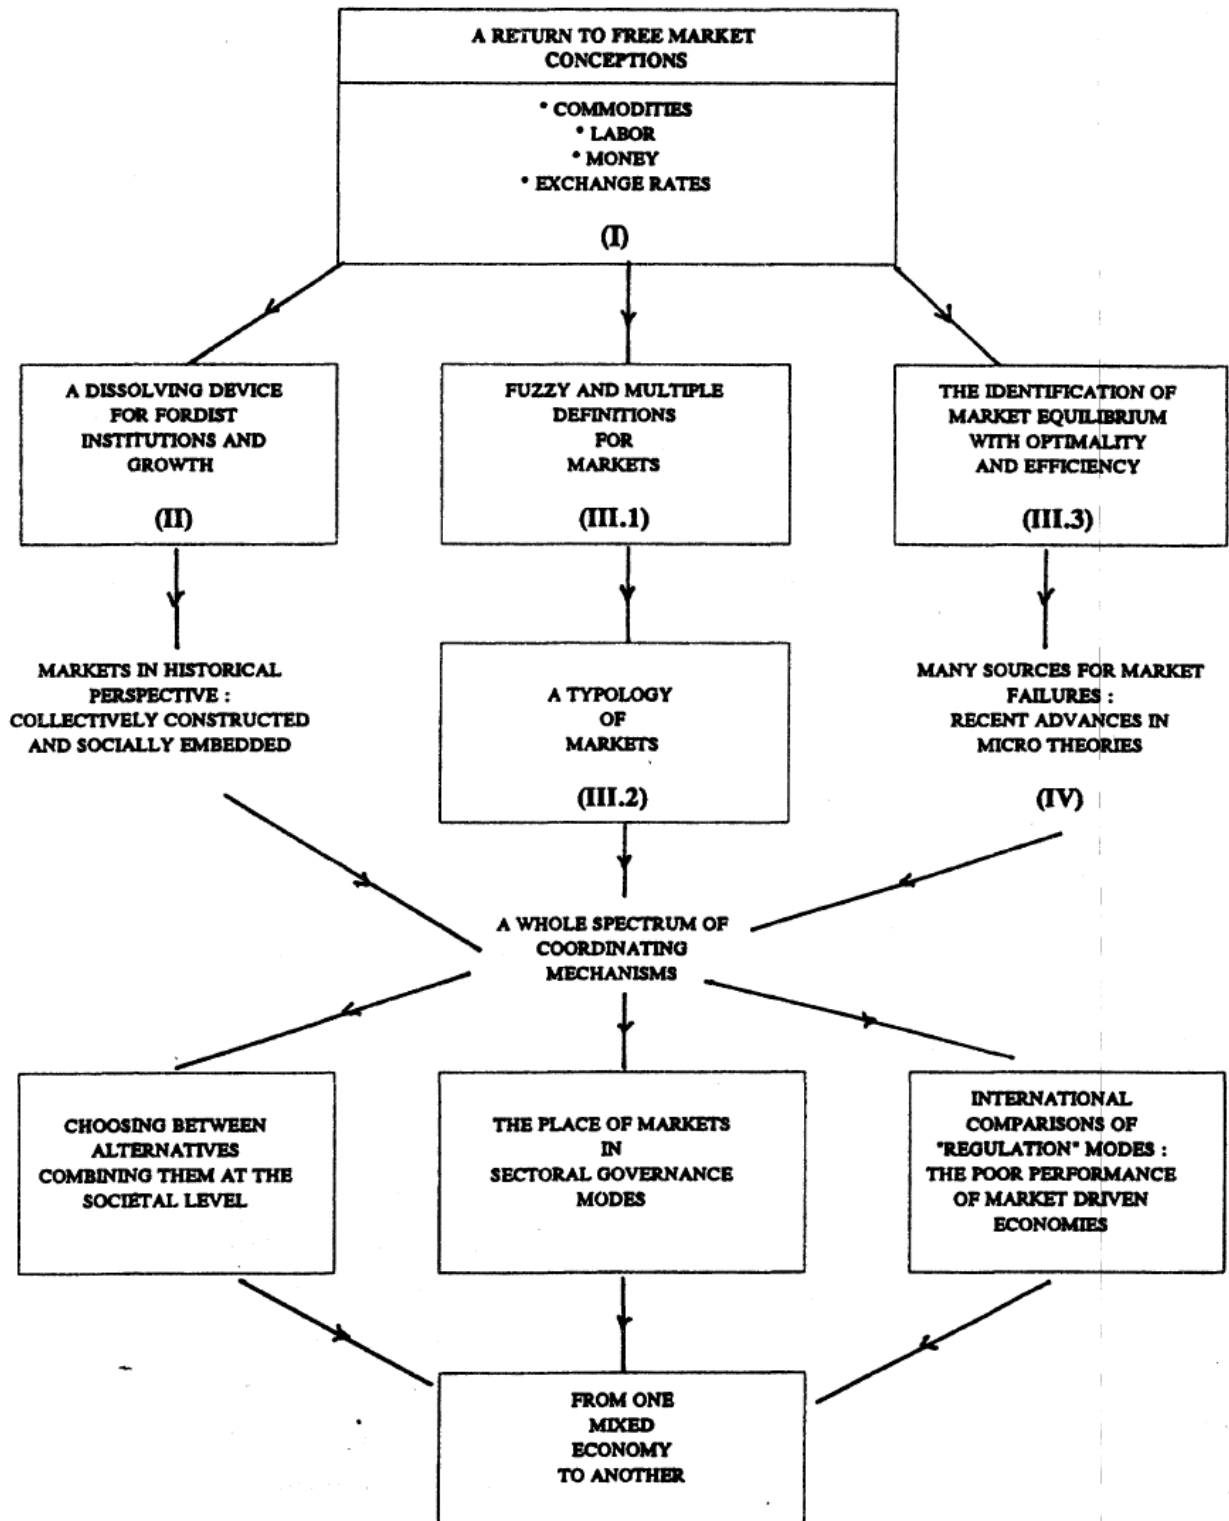 A RETURN TO FREE MARKET
CONCEPTIONS
* COMMODITIES
* LABOR
* MONEY
* EXCHANGE RATES
(I)
A DISSOLVING DEVICE
FOR FORDIST
INSTITUTIONS AND
GROWTH
(II)
FUZZY AND MULTIPLE
DEFINITIONS
FOR
MARKETS
(III.1)
THE IDENTIFICATION OF
MARKET EQUILIBRIUM
WITH OPTIMALITY
AND EFFICIENCY
(III.3)
MARKETS IN HISTORICAL
PERSPECTIVE :
COLLECTIVELY CONSTRUCTED
AND SOCIALLY EMBEDDED
A TYPOLOGY
OF
MARKETS
(III.2)
MANY SOURCES FOR MARKET
FAILURES :
RECENT ADVANCES IN
MICRO THEORIES
(IV)
A WHOLE SPECTRUM OF
COORDINATING
MECHANISMS
CHOOSING BETWEEN
ALTERNATIVES
COMBINING THEM AT THE
SOCIETAL LEVEL
THE PLACE OF MARKETS
IN
SECTORAL GOVERNANCE
MODES
INTERNATIONAL
COMPARISONS OF
"REGULATION" MODES :
THE POOR PERFORMANCE
OF MARKET DRIVEN
ECONOMIES
FROM ONE
MIXED
ECONOMY
TO ANOTHER